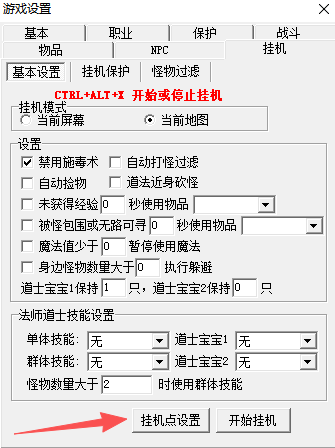 游戏设置
基本 职业 保护 战斗
物品 NPC 挂机
基本设置 挂机保护 怪物过滤
CTRL+ALT+X 开始或停止挂机
挂机模式
当前屏幕 当前地图
设置
禁用施毒术 自动打怪过滤
自动捡物 道法近身砍怪
未获得经验 0 秒使用物品
被怪包围或无路可寻 0 秒使用物品
魔法值少于 0 暂停使用魔法
身边怪物数量大于 0 执行躲避
道士宝宝1保持 1 只，道士宝宝2保持 0 只
法师道士技能设置
单体技能: 无 道士宝宝1 无
群体技能: 无 道士宝宝2 无
怪物数量大于 2 时使用群体技能
挂机点设置 开始挂机